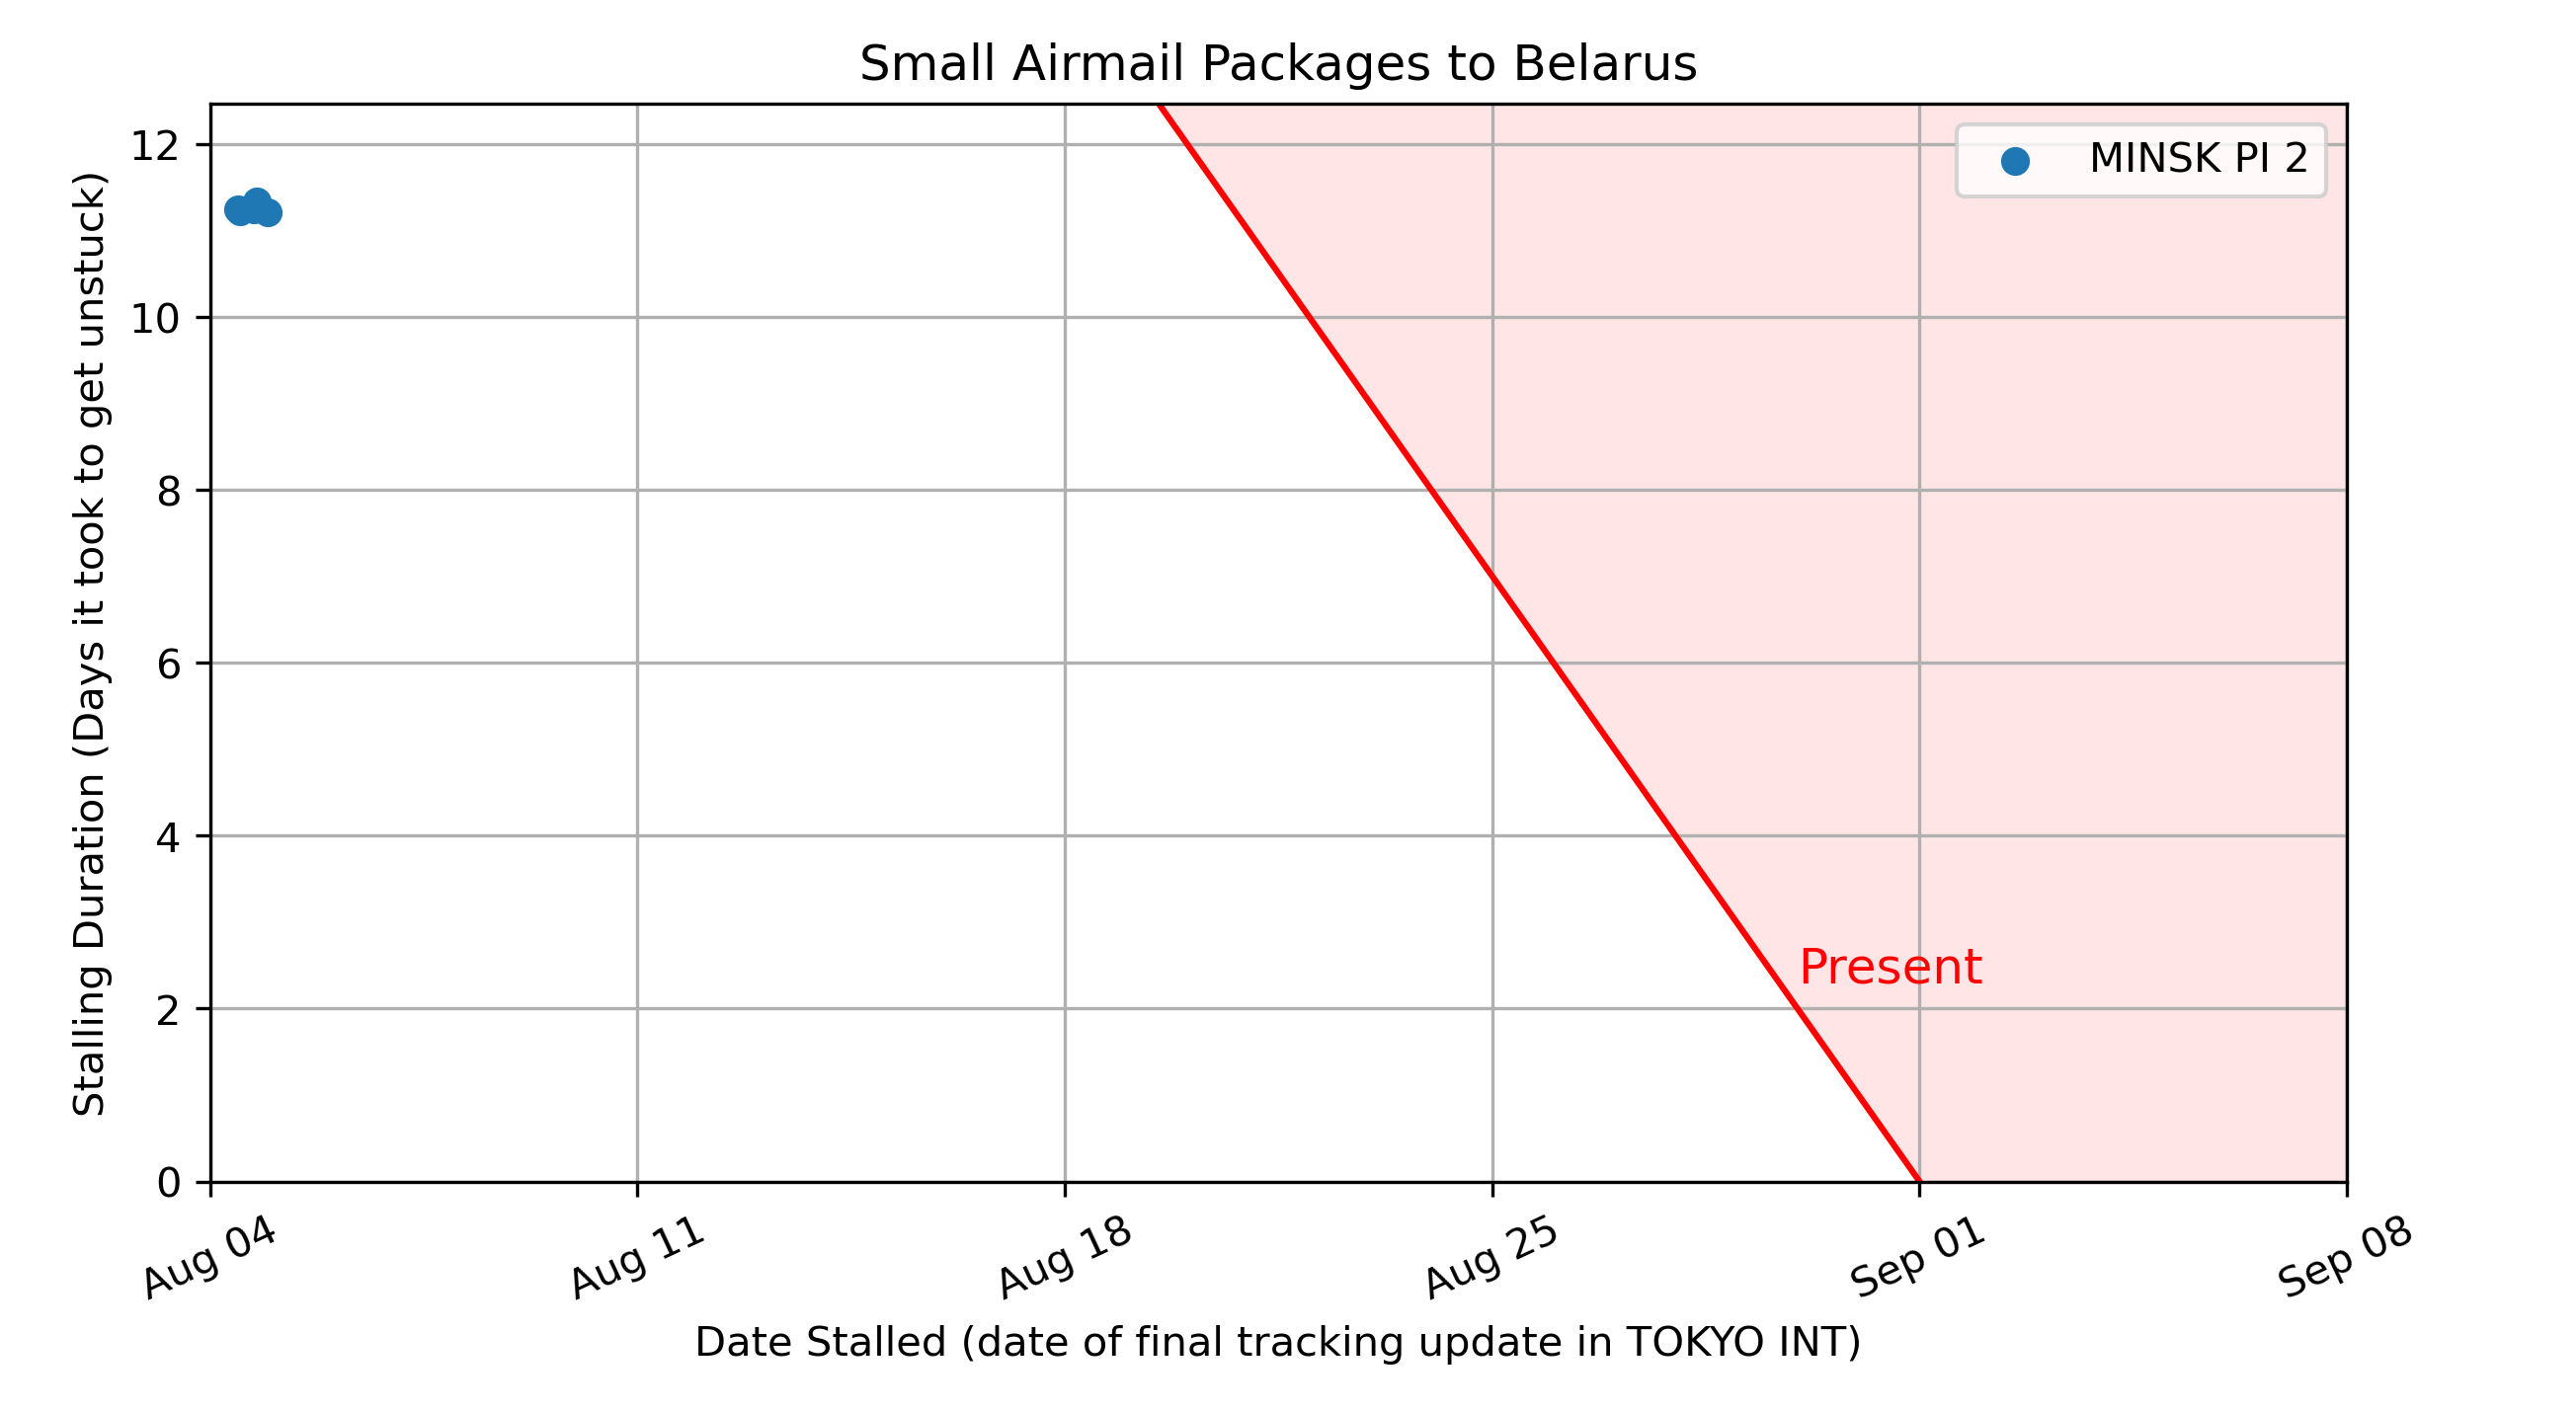 Small Airmail Packages to Belarus
MINSK PI 2
Stalling Duration (Days it took to get unstuck)
12
10
8
6
4
2
0
Present
Aug 04
Aug 11
Aug 18
Aug 25
Sep 01
Sep 08
Date Stalled (date of final tracking update in TOKYO INT)